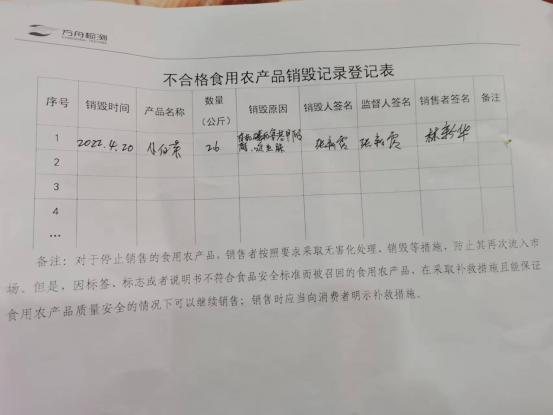 方舟检测
不合格食用农产品销毁记录登记表
序号 销毁时间 产品名称 数量（公斤） 销毁原因 销毁人签名 监督人签名 销售者签名 备注
1 2022.4.20 26 林新华
2
3
4
…
备注：对于停止销售的食用农产品，销售者按照要求采取无害化处理、销毁等措施，防止其再次流入市
场。但是，因标签、标志或者说明书不符合食品安全标准而被召回的食用农产品，在采取补救措施且能保证
食用农产品质量安全的情况下可以继续销售；销售时应当向消费者明示补救措施。